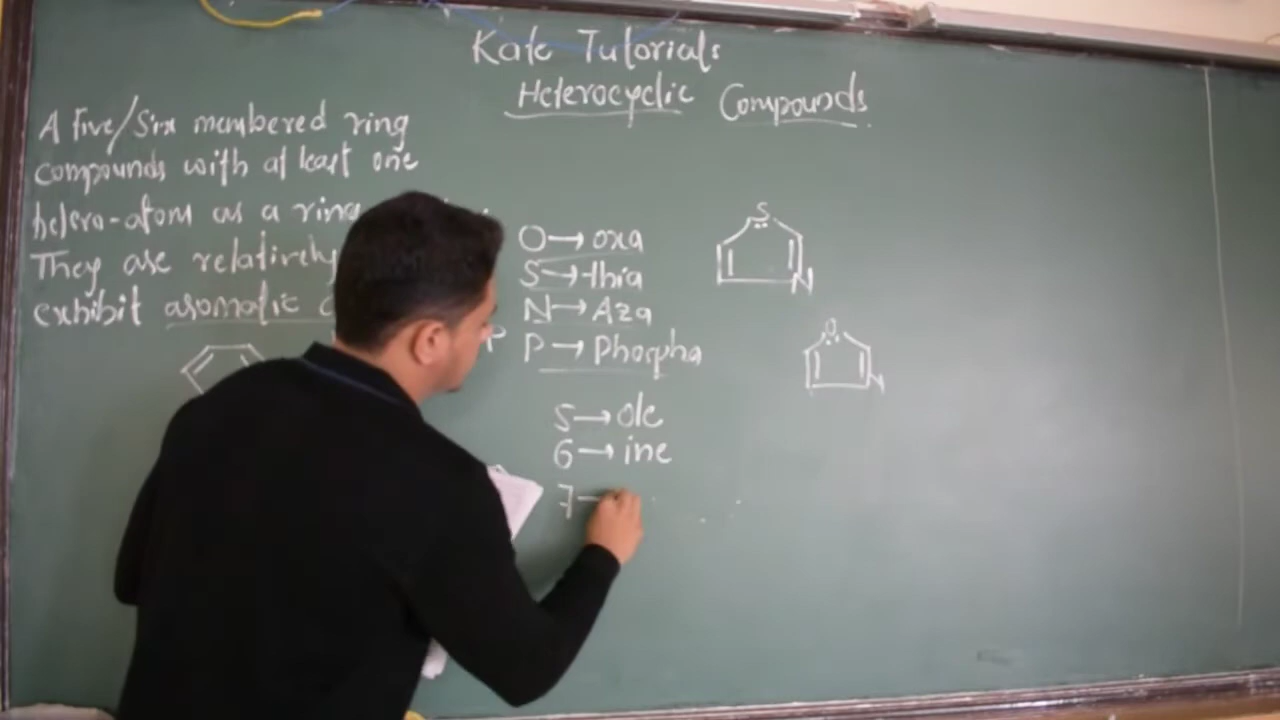 Kate Tutorials
Heterocyclic Compounds
A Five/Six membered ring
compounds with at least one
hetero-atom as a ring
They are relatively
exhibit aromatic
O→oxa
S→thia
N→Aza
P→Phospha
5→ole
6→ine
7→
S
N
O
N